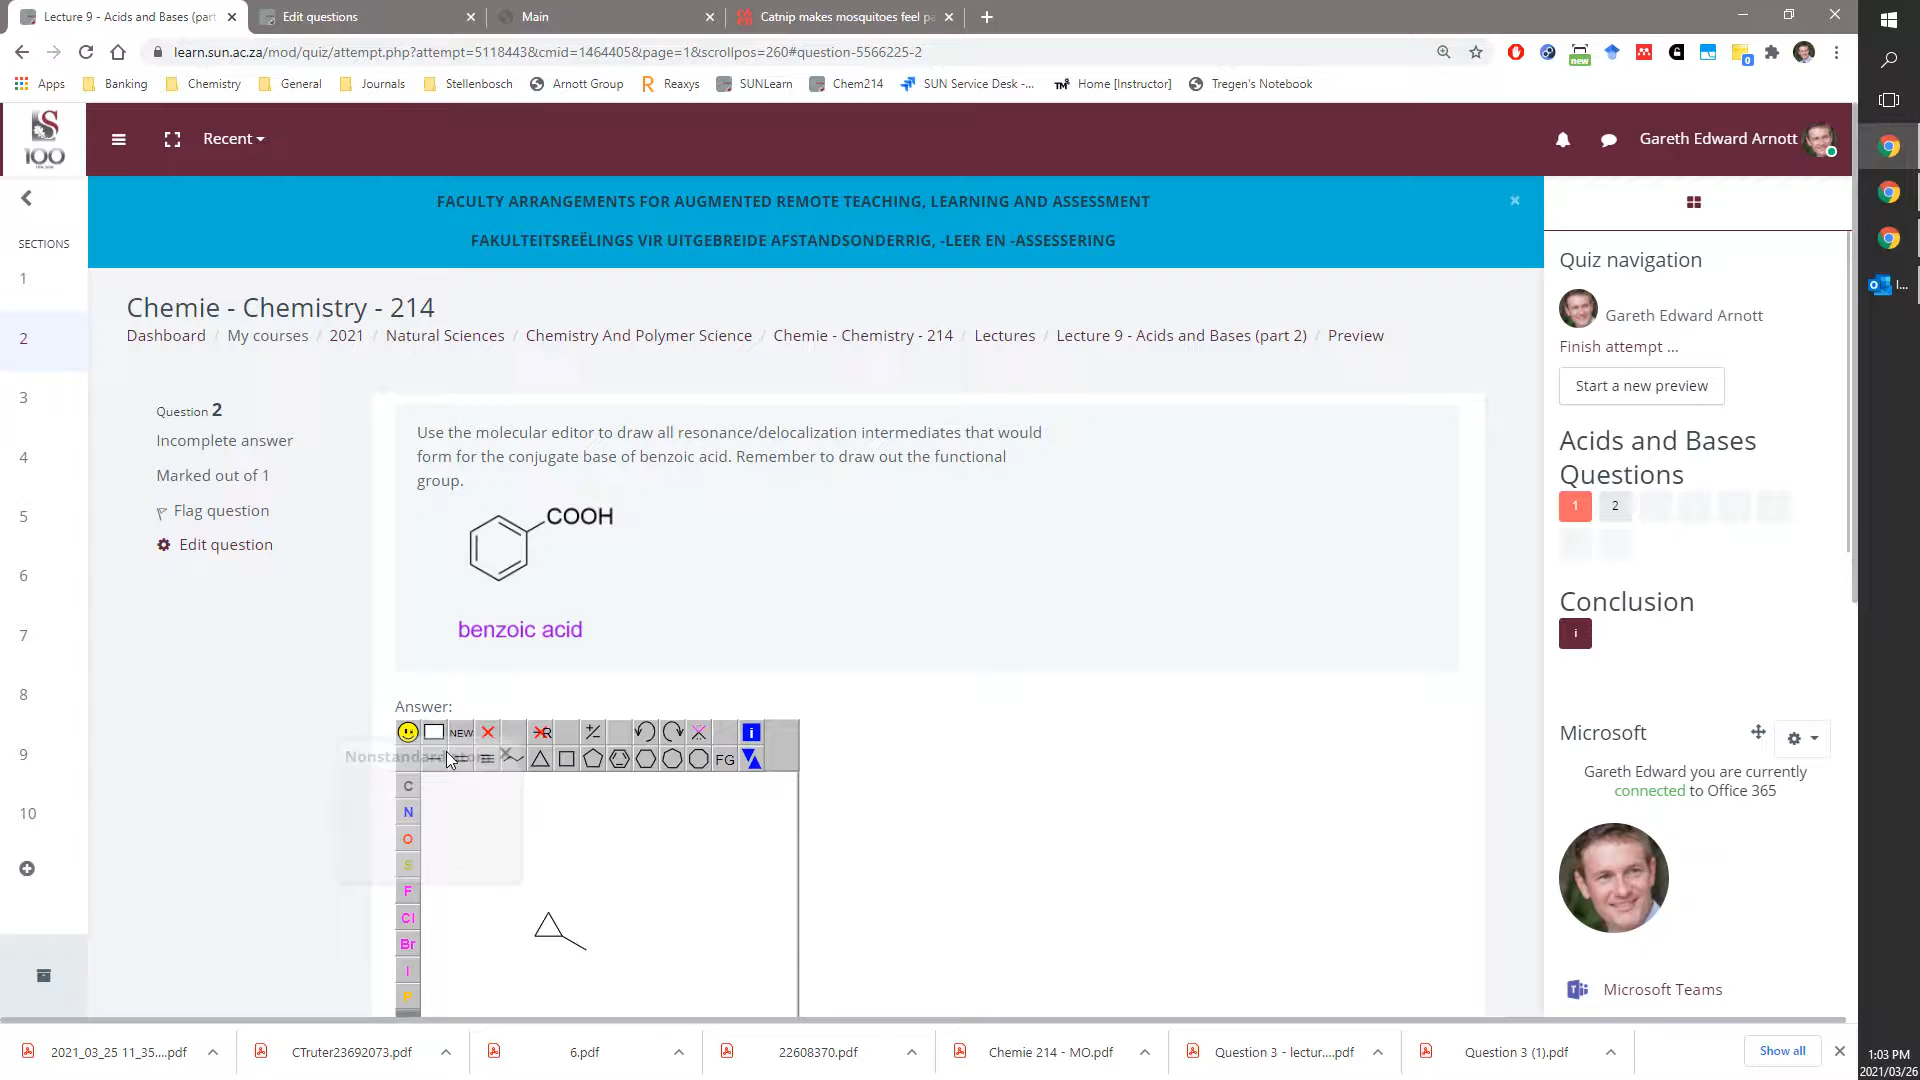 Lecture 9 - Acids and Bases (part
Edit questions
Main
Catnip makes mosquitoes feel pa
learn.sun.ac.za/mod/quiz/attempt.php?attempt=5118443&cmid=1464405&page=1&scrollpos=260#question-5566225-2
new
0
Apps
Banking
Chemistry
General
Journals
Stellenbosch
Arnott Group
Reaxys
SUNLearn
Chem214
SUN Service Desk -...
Home [Instructor]
Tregen's Notebook
S
100
Recent
Gareth Edward Arnott
FACULTY ARRANGEMENTS FOR AUGMENTED REMOTE TEACHING, LEARNING AND ASSESSMENT
FAKULTEITSREËLINGS VIR UITGEBREIDE AFSTANDSONDERRIG, -LEER EN -ASSESSERING
SECTIONS
1
2
3
4
5
6
7
8
9
10
Chemie - Chemistry - 214
Dashboard / My courses / 2021 / Natural Sciences / Chemistry And Polymer Science / Chemie - Chemistry - 214 / Lectures / Lecture 9 - Acids and Bases (part 2) / Preview
Question 2
Incomplete answer
Marked out of 1
Flag question
Edit question
Use the molecular editor to draw all resonance/delocalization intermediates that would
form for the conjugate base of benzoic acid. Remember to draw out the functional
group.
COOH
benzoic acid
Answer:
NEW
R
i
FG
C
N
O
S
F
Cl
Br
I
P
Quiz navigation
Gareth Edward Arnott
Finish attempt ...
Start a new preview
Acids and Bases
Questions
1
2
Conclusion
i
Microsoft
Gareth Edward you are currently
connected to Office 365
Microsoft Teams
2021_03_25 11_35....pdf
CTruter23692073.pdf
6.pdf
22608370.pdf
Chemie 214 - MO.pdf
Question 3 - lectur....pdf
Question 3 (1).pdf
Show all
I...
1:03 PM
2021/03/26